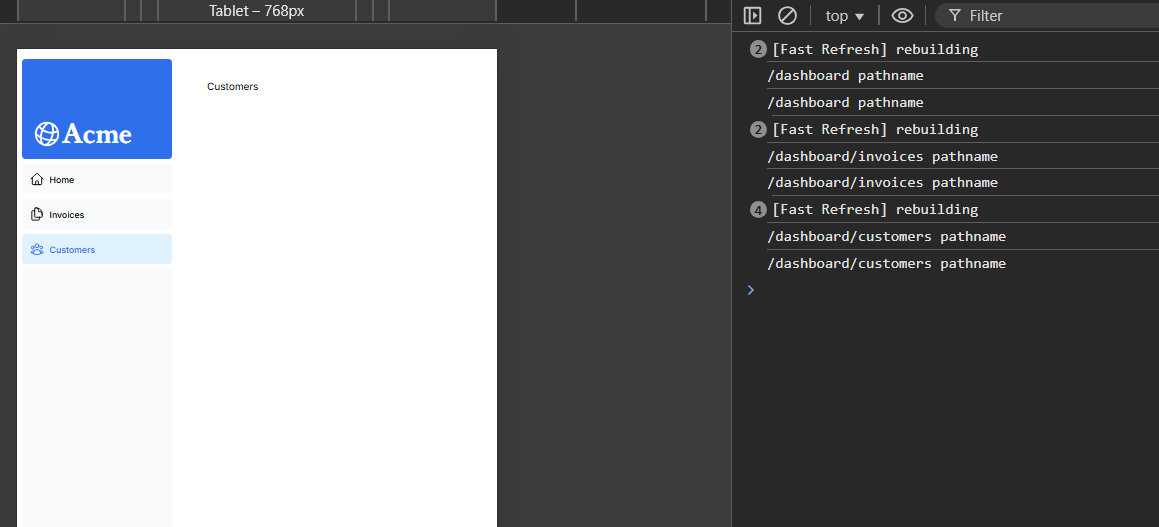 Tablet – 768px
Acme
Home
Invoices
Customers
Customers
top ▼
Filter
2 [Fast Refresh] rebuilding
/dashboard pathname
/dashboard pathname
2 [Fast Refresh] rebuilding
/dashboard/invoices pathname
/dashboard/invoices pathname
4 [Fast Refresh] rebuilding
/dashboard/customers pathname
/dashboard/customers pathname